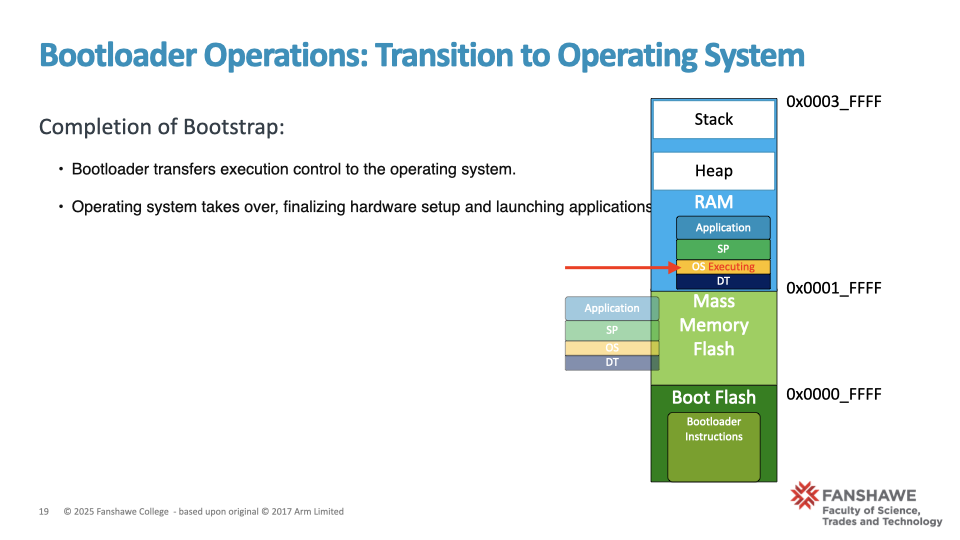 Bootloader Operations: Transition to Operating System
Completion of Bootstrap:
• Bootloader transfers execution control to the operating system.
• Operating system takes over, finalizing hardware setup and launching applications
0x0003_FFFF
Stack
Heap
RAM
Application
SP
OS Executing
DT
0x0001_FFFF
Mass
Memory
Flash
Application
SP
OS
DT
0x0000_FFFF
Boot Flash
Bootloader
Instructions
19 © 2025 Fanshawe College - based upon original © 2017 Arm Limited
FANSHAWE
Faculty of Science,
Trades and Technology